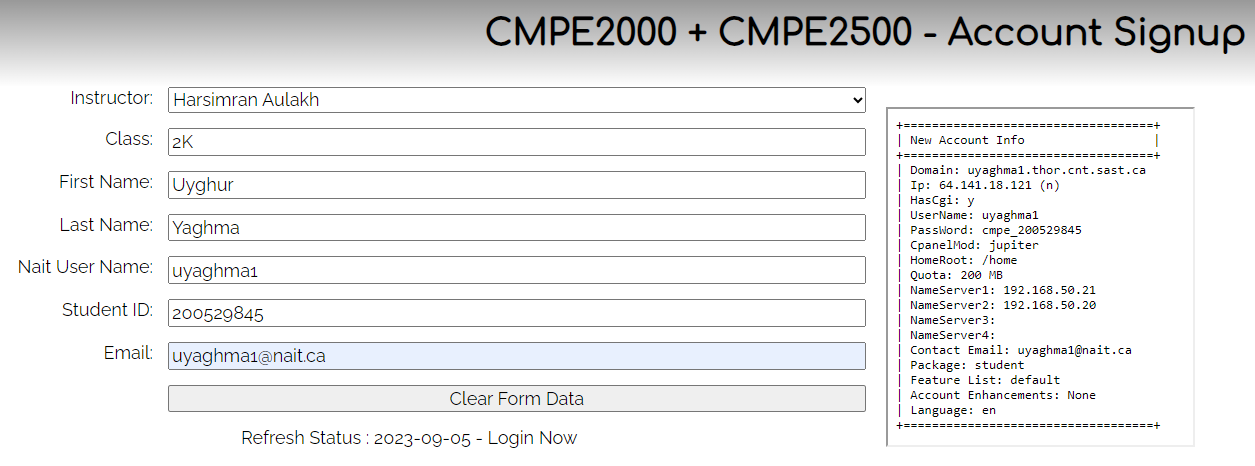 CMPE2000 + CMPE2500 - Account Signup
Instructor: Harsimran Aulakh
Class: 2K
First Name: Uyghur
Last Name: Yaghma
Nait User Name: uyaghma1
Student ID: 200529845
Email: uyaghma1@nait.ca
Clear Form Data
Refresh Status : 2023-09-05 - Login Now
+===================================+
| New Account Info                  |
+===================================+
| Domain: uyaghma1.thor.cnt.sast.ca
| Ip: 64.141.18.121 (n)
| HasCgi: y
| UserName: uyaghma1
| PassWord: cmpe_200529845
| CpanelMod: jupiter
| HomeRoot: /home
| Quota: 200 MB
| NameServer1: 192.168.50.21
| NameServer2: 192.168.50.20
| NameServer3:
| NameServer4:
| Contact Email: uyaghma1@nait.ca
| Package: student
| Feature List: default
| Account Enhancements: None
| Language: en
+===================================+